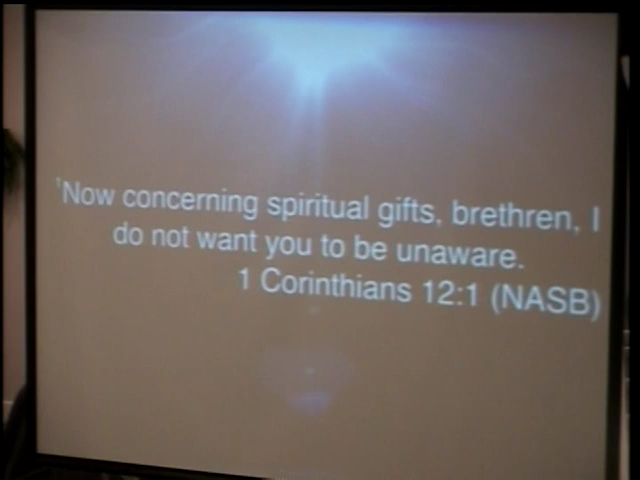 ¹Now concerning spiritual gifts, brethren, I
do not want you to be unaware.
1 Corinthians 12:1 (NASB)